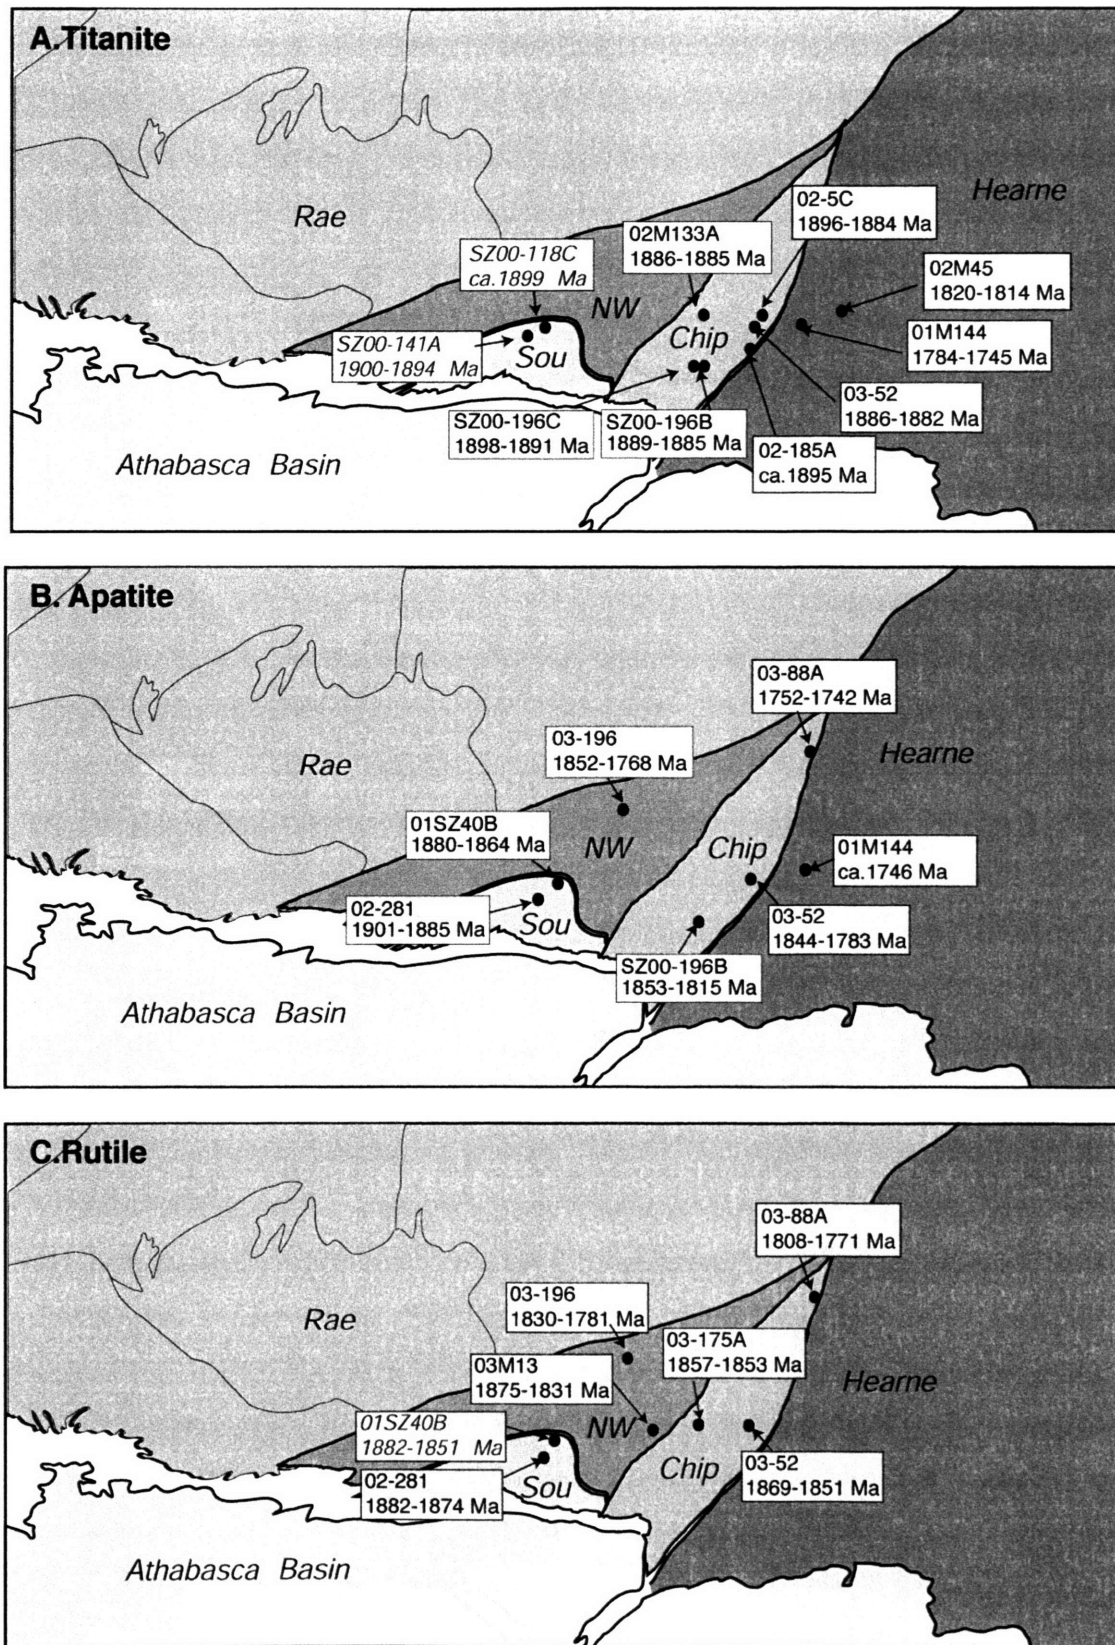 A.Titanite
Hearne
Rae
02-5C
1896-1884 Ma
02M133A
1886-1885 Ma
SZ00-118C
ca.1899 Ma
02M45
1820-1814 Ma
NW
01M144
1784-1745 Ma
Chip
SZ00-141A
1900-1894 Ma
Sou
03-52
1886-1882 Ma
SZ00-196C
1898-1891 Ma
SZ00-196B
1889-1885 Ma
02-185A
ca.1895 Ma
Athabasca Basin
B. Apatite
03-88A
1752-1742 Ma
Hearne
03-196
1852-1768 Ma
Rae
01SZ40B
1880-1864 Ma
NW
Chip
01M144
ca.1746 Ma
02-281
1901-1885 Ma
Sou
03-52
1844-1783 Ma
SZ00-196B
1853-1815 Ma
Athabasca Basin
C.Rutile
03-88A
1808-1771 Ma
03-196
1830-1781 Ma
Rae
03-175A
1857-1853 Ma
03M13
1875-1831 Ma
Hearne
01SZ40B
1882-1851 Ma
NW
Chip
03-52
1869-1851 Ma
02-281
1882-1874 Ma
Sou
Athabasca Basin